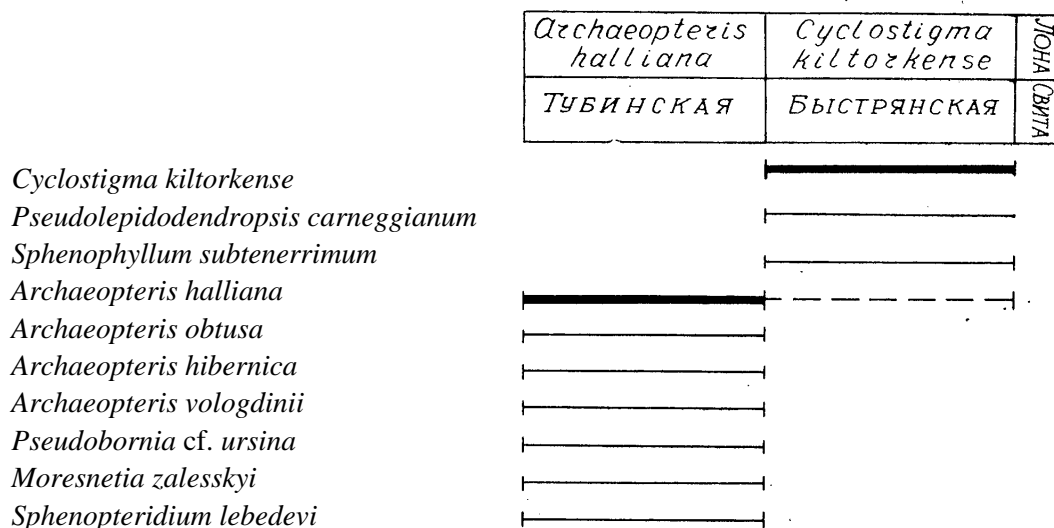 Archaeopteris
halliana
Cyclostigma
kiltorkense
Лона
Тубинская
Быстрянская
Свита
Cyclostigma kiltorkense
Pseudolepidodendropsis carneggianum
Sphenophyllum subtenerrimum
Archaeopteris halliana
Archaeopteris obtusa
Archaeopteris hibernica
Archaeopteris vologdinii
Pseudobornia cf. ursina
Moresnetia zalesskyi
Sphenopteridium lebedevi